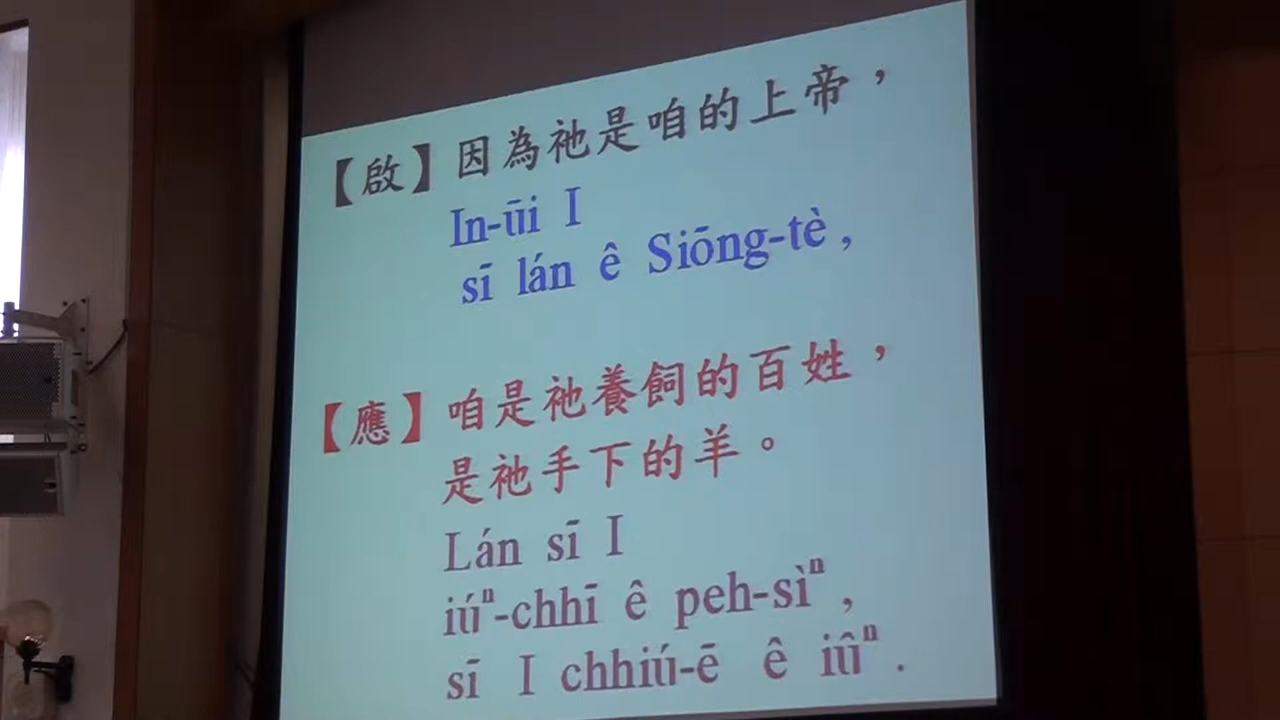 【啟】因為祂是咱的上帝，
In-ūi I
sī lán ê Siōng-tè ,
【應】咱是祂養飼的百姓，
是祂手下的羊。
Lán sī I
iúⁿ-chhī ê peh-sìⁿ ,
sī I chhiú-ē ê iûⁿ .